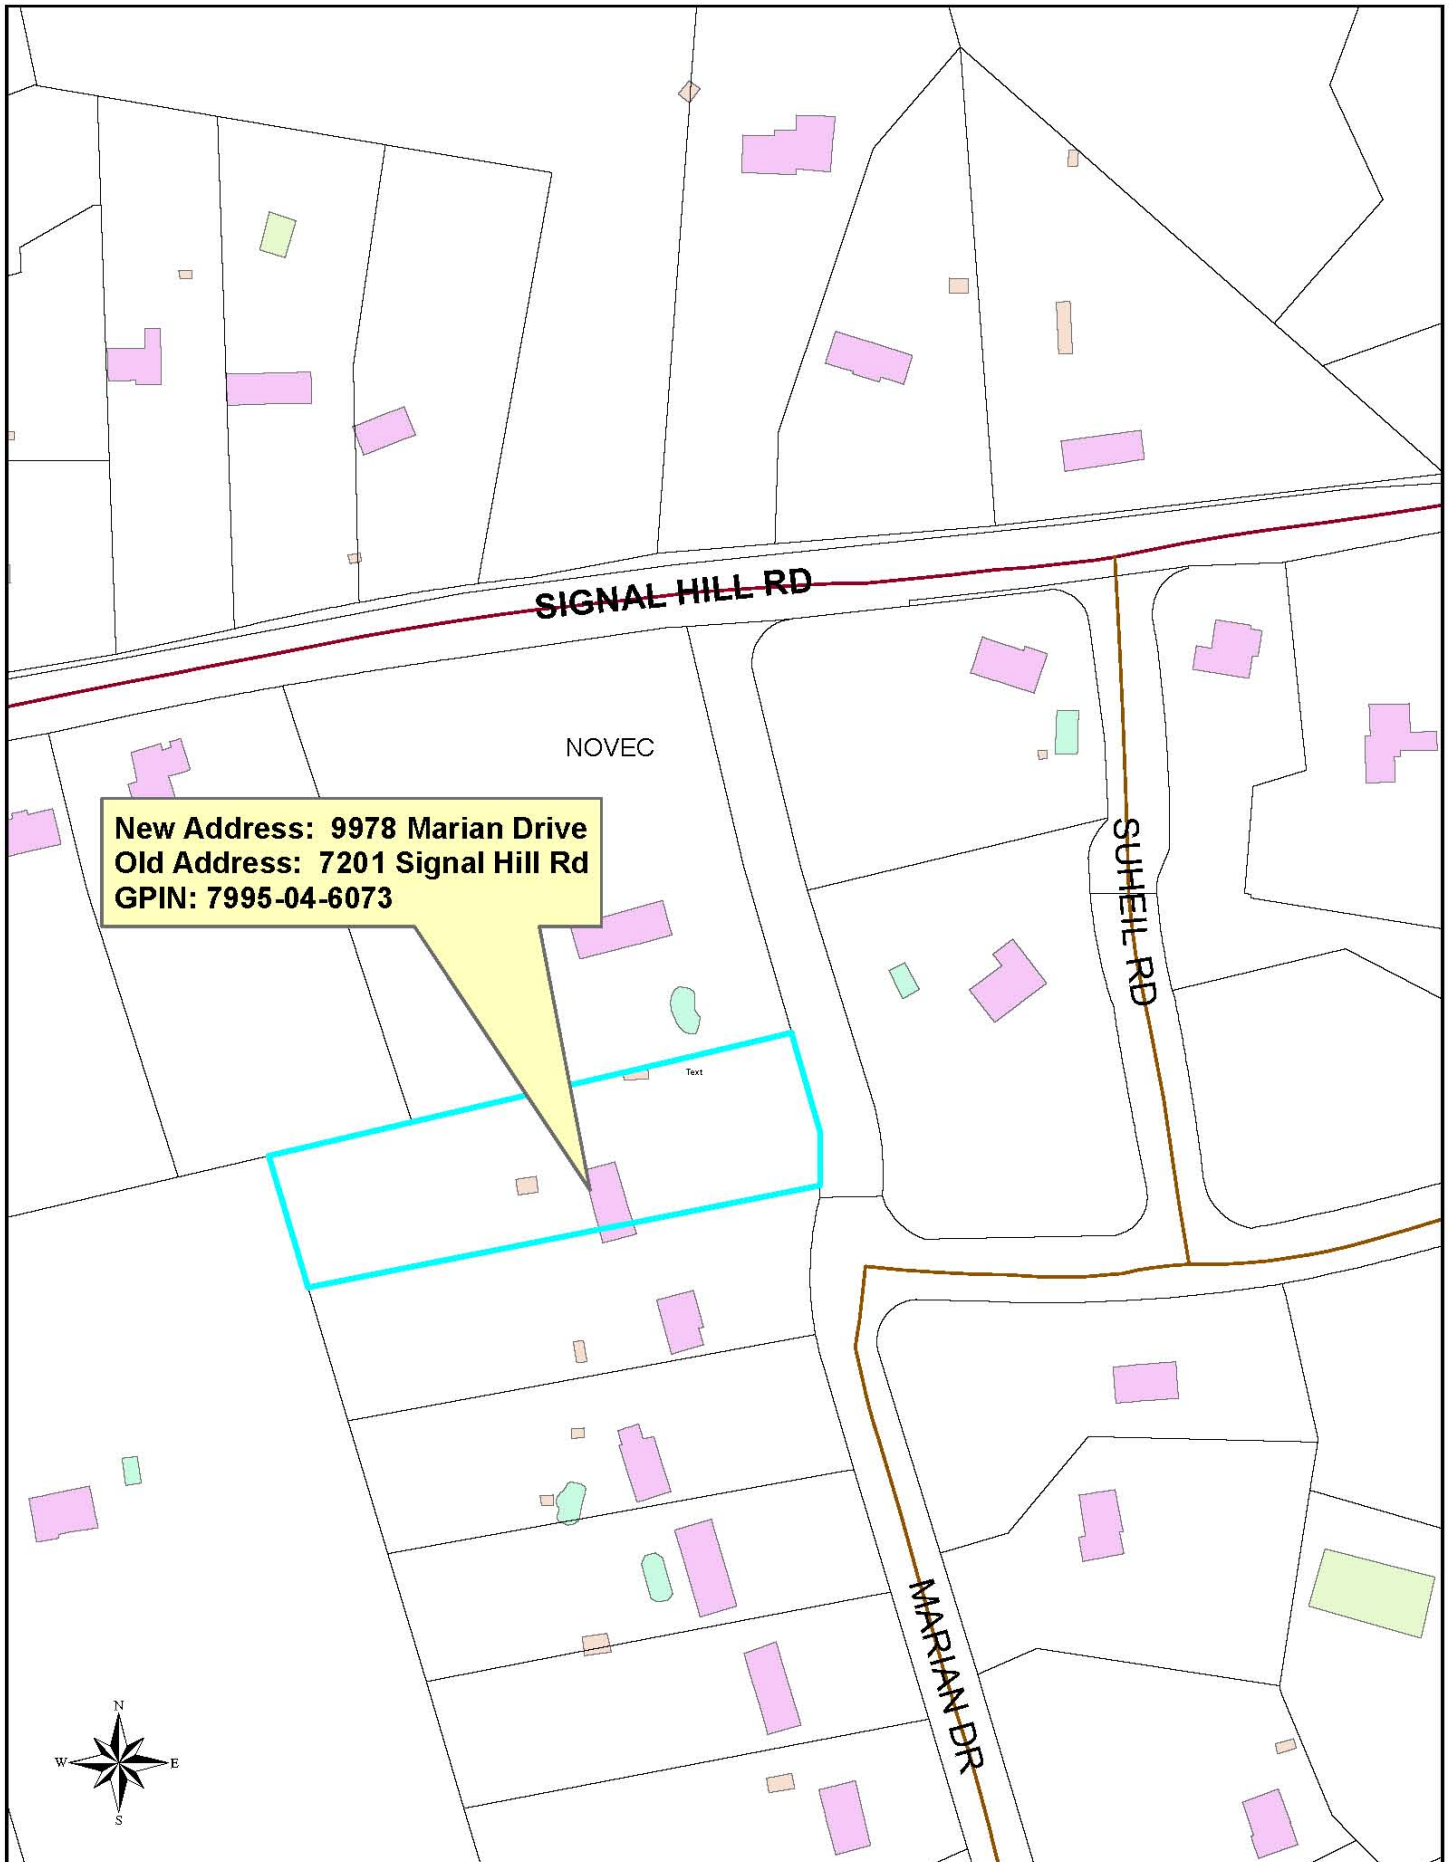 SIGNAL HILL RD
NOVEC
New Address: 9978 Marian Drive
Old Address: 7201 Signal Hill Rd
GPIN: 7995-04-6073
SUHEIL RD
Text
MARIAN DR
N
W E
S